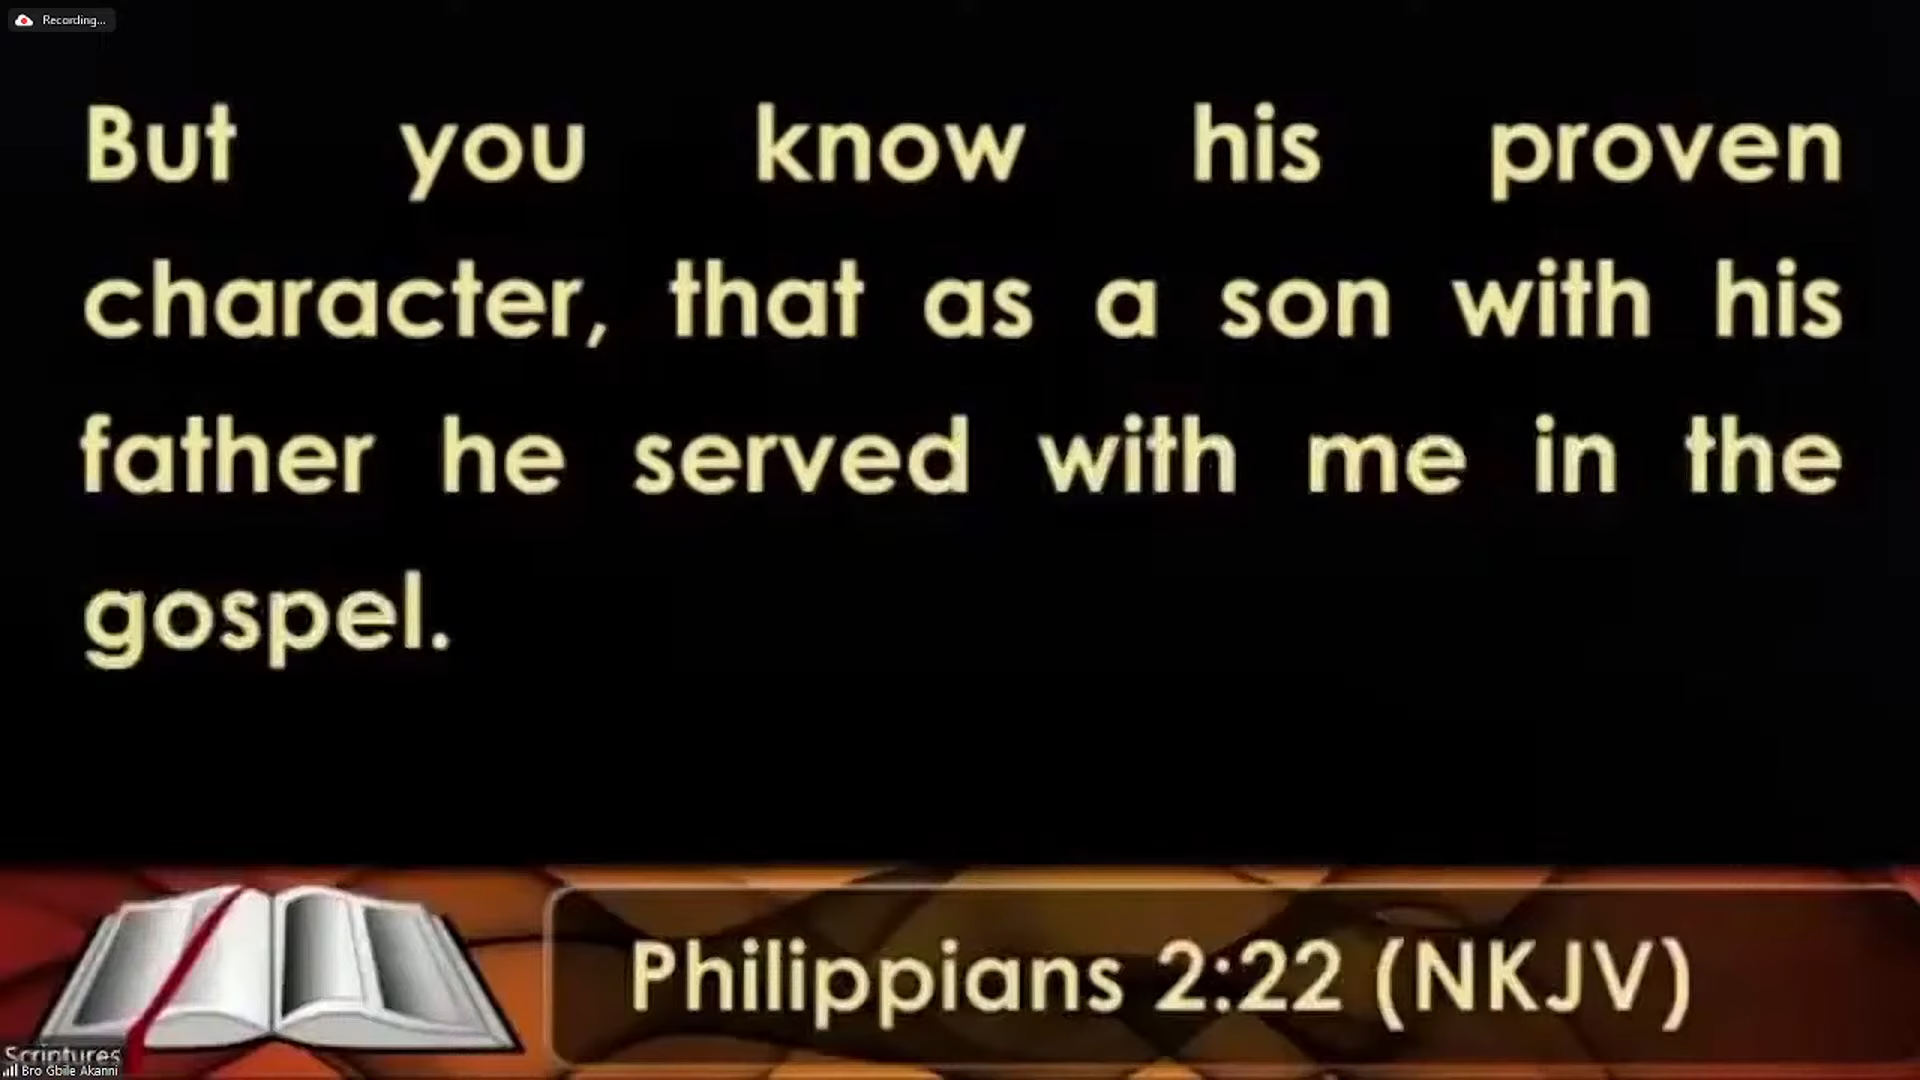 Recording...
But you know his proven
character, that as a son with his
father he served with me in the
gospel.
Philippians 2:22 (NKJV)
Scriptures
Bro Gbile Akanni